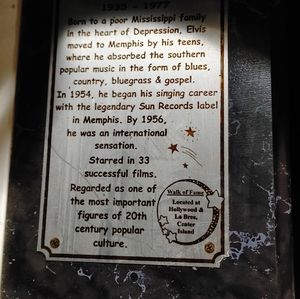 1935 - 1977
Born to a poor Mississippi family
in the heart of Depression, Elvis
moved to Memphis by his teens,
where he absorbed the southern
popular music in the form of blues,
country, bluegrass & gospel.
In 1954, he began his singing career
with the legendary Sun Records label
in Memphis. By 1956,
he was an international
sensation.
Starred in 33
successful films.
Regarded as one of
the most important
figures of 20th
century popular
culture.
Walk of Fame
Located at
Hollywood &
La Brea,
Center
Island